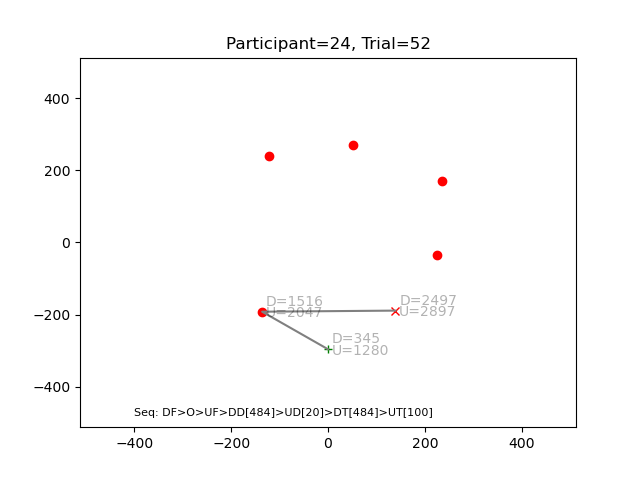 Participant=24, Trial=52
400
200
0
−200
−400
D=1516
U=2047
D=2497
U=2897
D=345
U=1280
Seq: DF>O>UF>DD[484]>UD[20]>DT[484]>UT[100]
−400 −200 0 200 400